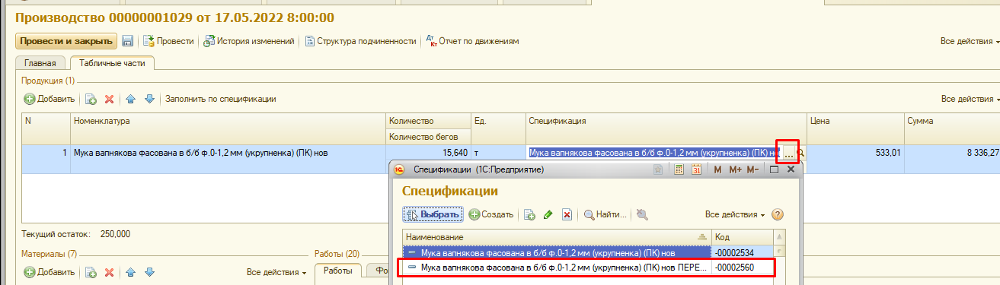 Производство 00000001029 от 17.05.2022 8:00:00
Провести и закрыть Провести История изменений Структура подчиненности Дт Кт Отчет по движениям Все действия
Главная Табличные части
Продукция (1)
Добавить Заполнить по спецификации Все действия
N Номенклатура Количество Ед. Спецификация Цена Сумма
Количество бегов
1 Мука вапнякова фасована в б/б ф.0-1,2 мм (укрупненка) (ПК) нов 15,640 т Мука вапнякова фасована в б/б ф.0-1,2 мм (укрупненка) (ПК) нов ... 533,01 8 336,27
Спецификации (1С:Предприятие) 31 M M+ M-
Спецификации
Выбрать Создать Найти... Все действия ?
Наименование Код
Мука вапнякова фасована в б/б ф.0-1,2 мм (укрупненка) (ПК) нов -00002534
Мука вапнякова фасована в б/б ф.0-1,2 мм (укрупненка) (ПК) нов ПЕРЕ... -00002560
Текущий остаток: 250,000
Материалы (7) Работы (20)
Добавить Все действия Работы Фо